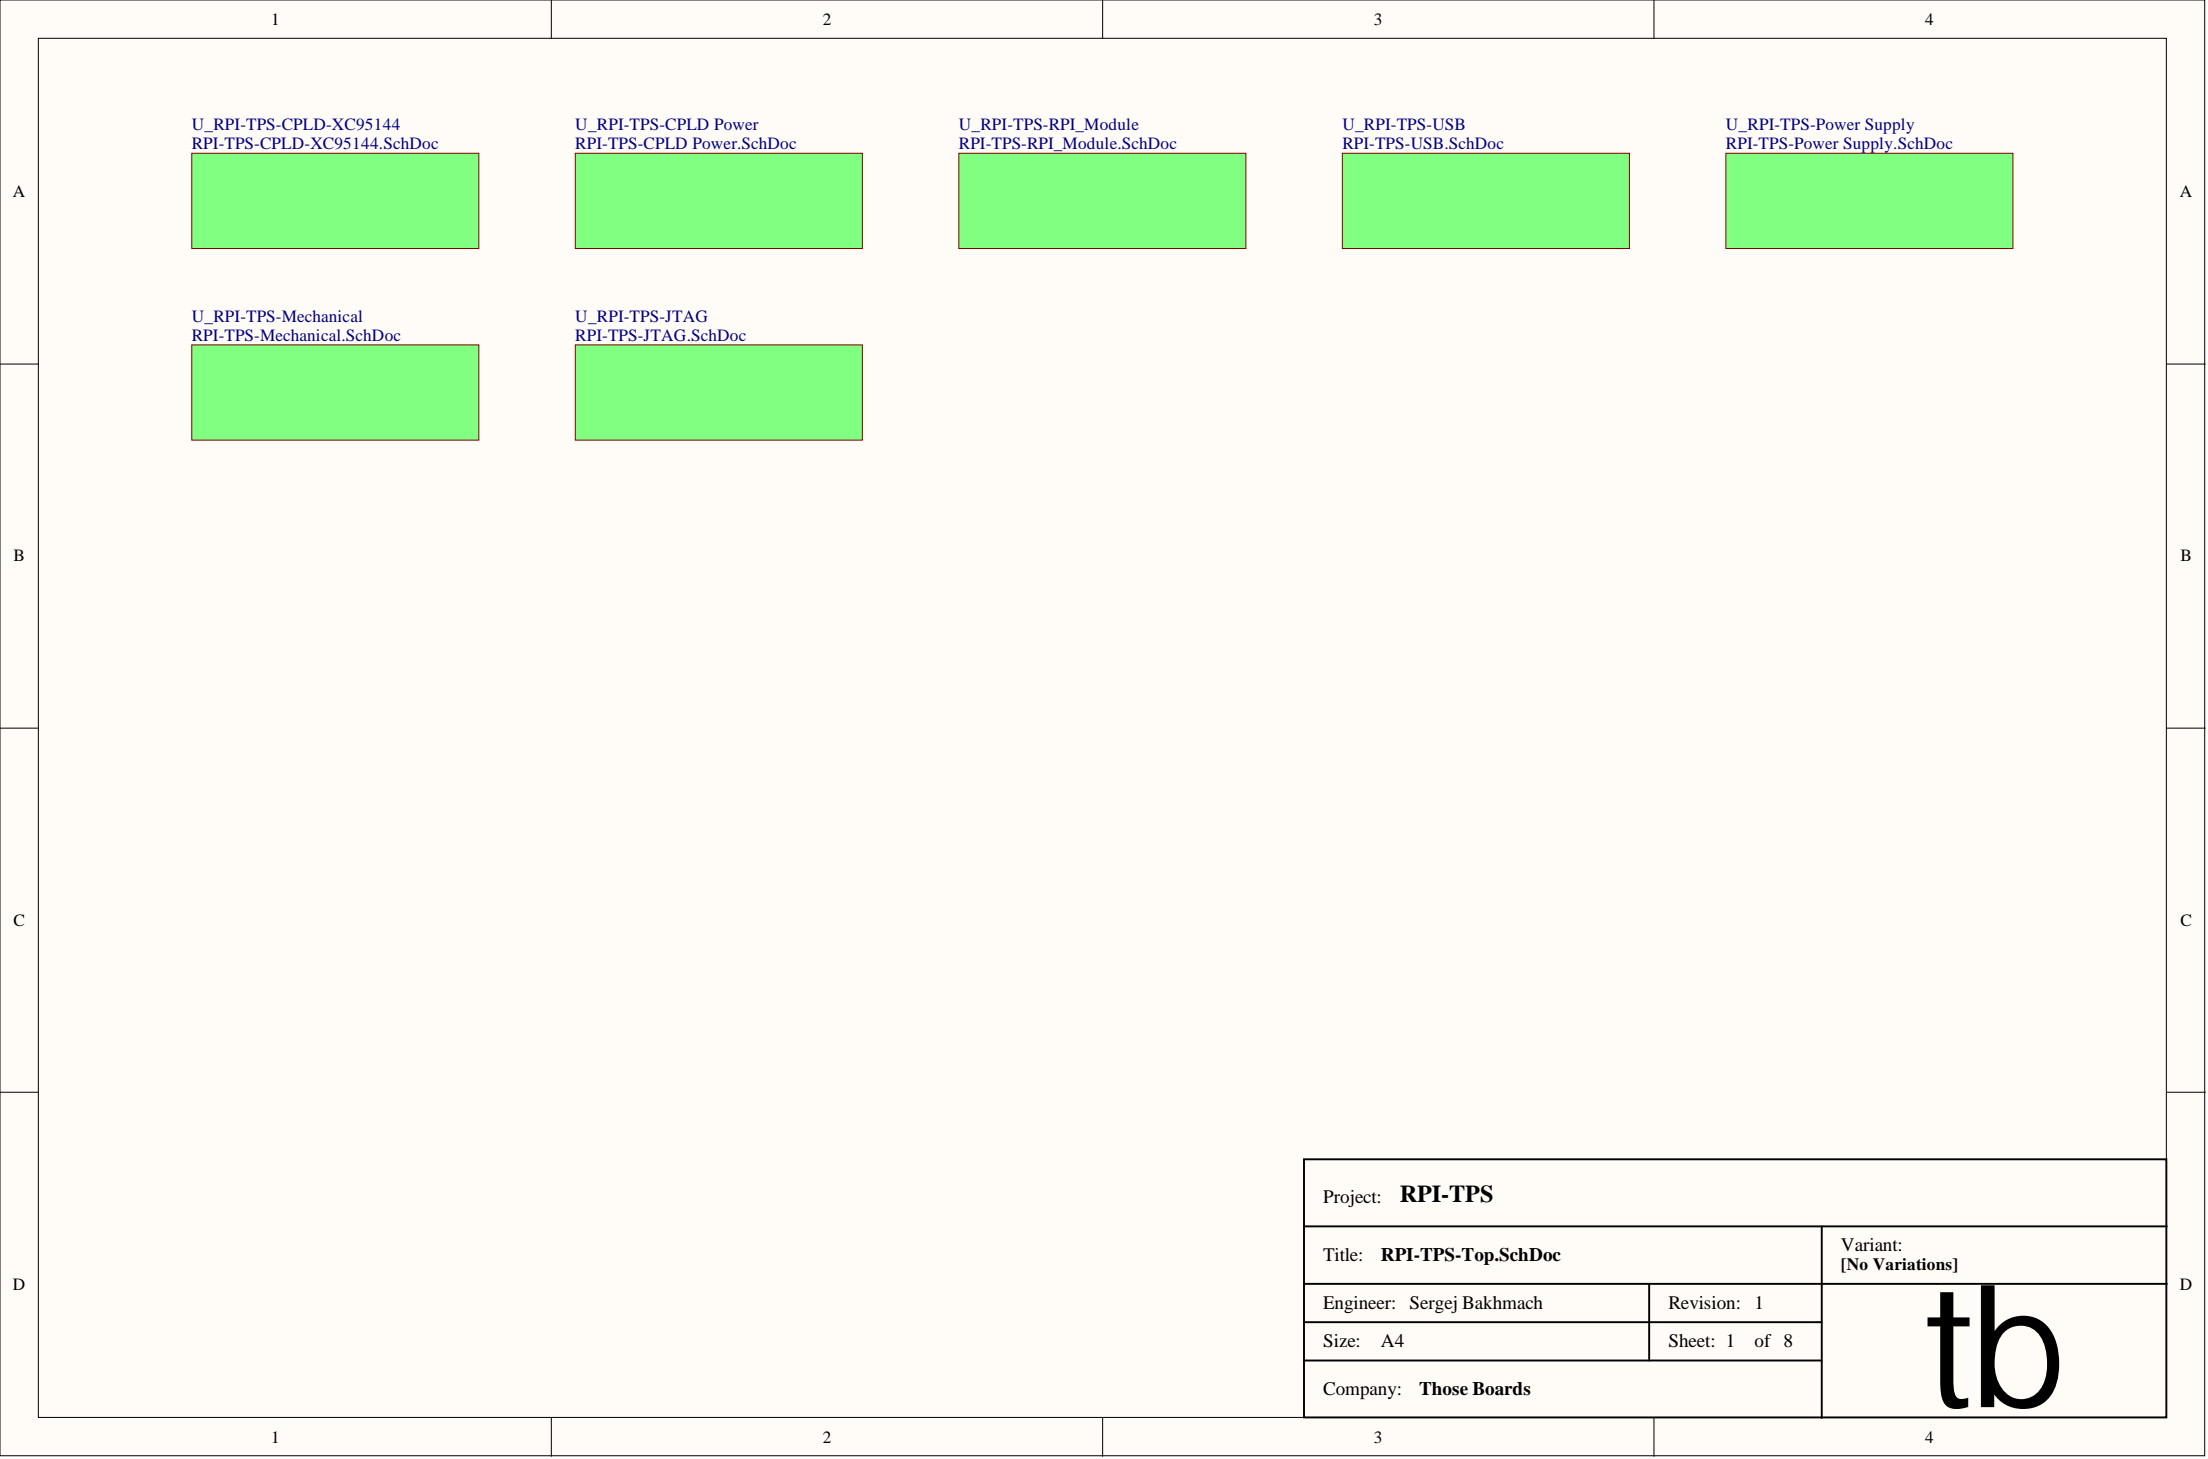 1 2 3 4
U_RPI-TPS-CPLD-XC95144
RPI-TPS-CPLD-XC95144.SchDoc
U_RPI-TPS-CPLD Power
RPI-TPS-CPLD Power.SchDoc
U_RPI-TPS-RPI_Module
RPI-TPS-RPI_Module.SchDoc
U_RPI-TPS-USB
RPI-TPS-USB.SchDoc
U_RPI-TPS-Power Supply
RPI-TPS-Power Supply.SchDoc
A A
U_RPI-TPS-Mechanical
RPI-TPS-Mechanical.SchDoc
U_RPI-TPS-JTAG
RPI-TPS-JTAG.SchDoc
B B
C C
Project: RPI-TPS
Title: RPI-TPS-Top.SchDoc
Variant:
[No Variations]
D D
Engineer: Sergej Bakhmach
Revision: 1
Size: A4
Sheet: 1 of 8
Company: Those Boards
tb
1 2 3 4